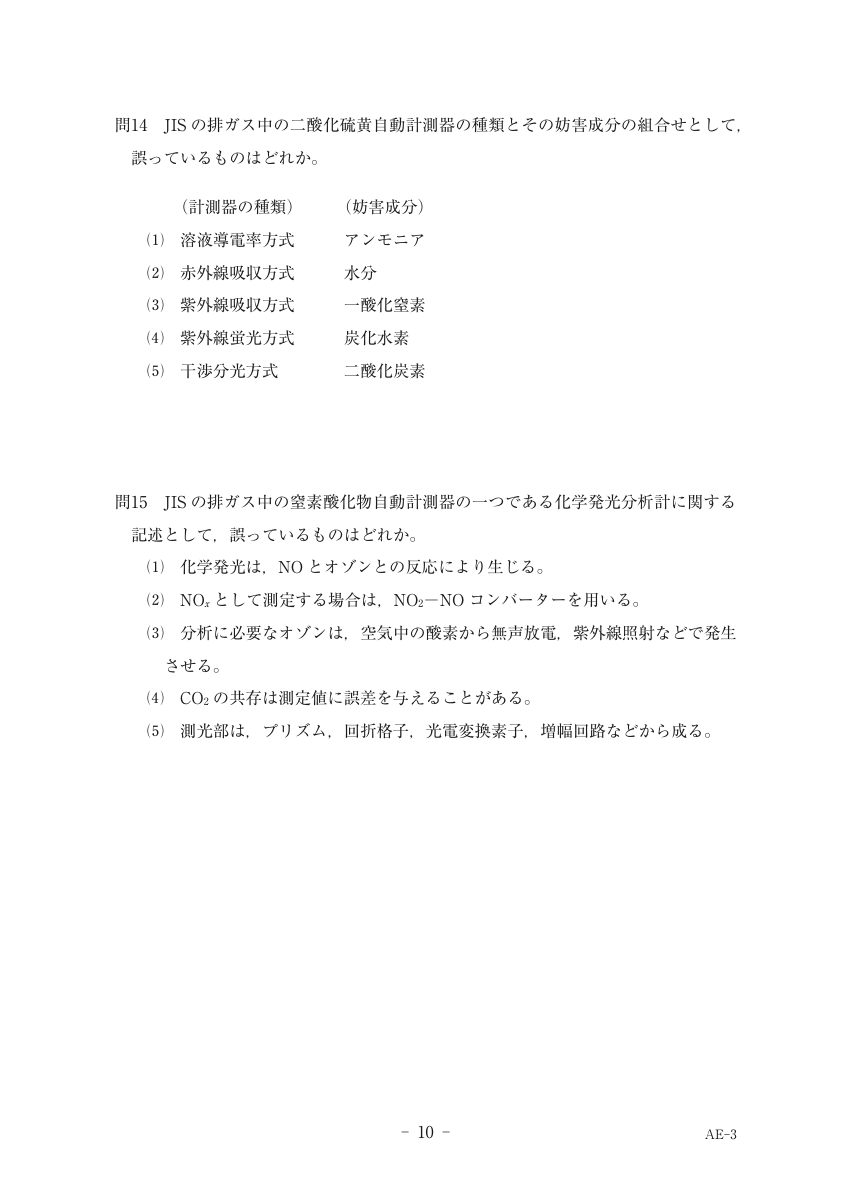 問14　JIS の排ガス中の二酸化硫黄自動計測器の種類とその妨害成分の組合せとして，
誤っているものはどれか。
（計測器の種類）　（妨害成分）
⑴　溶液導電率方式　アンモニア
⑵　赤外線吸収方式　水分
⑶　紫外線吸収方式　一酸化窒素
⑷　紫外線蛍光方式　炭化水素
⑸　干渉分光方式　二酸化炭素
問15　JIS の排ガス中の窒素酸化物自動計測器の一つである化学発光分析計に関する
記述として，誤っているものはどれか。
⑴　化学発光は，NO とオゾンとの反応により生じる。
⑵　NOx として測定する場合は，NO2－NO コンバーターを用いる。
⑶　分析に必要なオゾンは，空気中の酸素から無声放電，紫外線照射などで発生
させる。
⑷　CO2 の共存は測定値に誤差を与えることがある。
⑸　測光部は，プリズム，回折格子，光電変換素子，増幅回路などから成る。
－ 10 －
AE–3